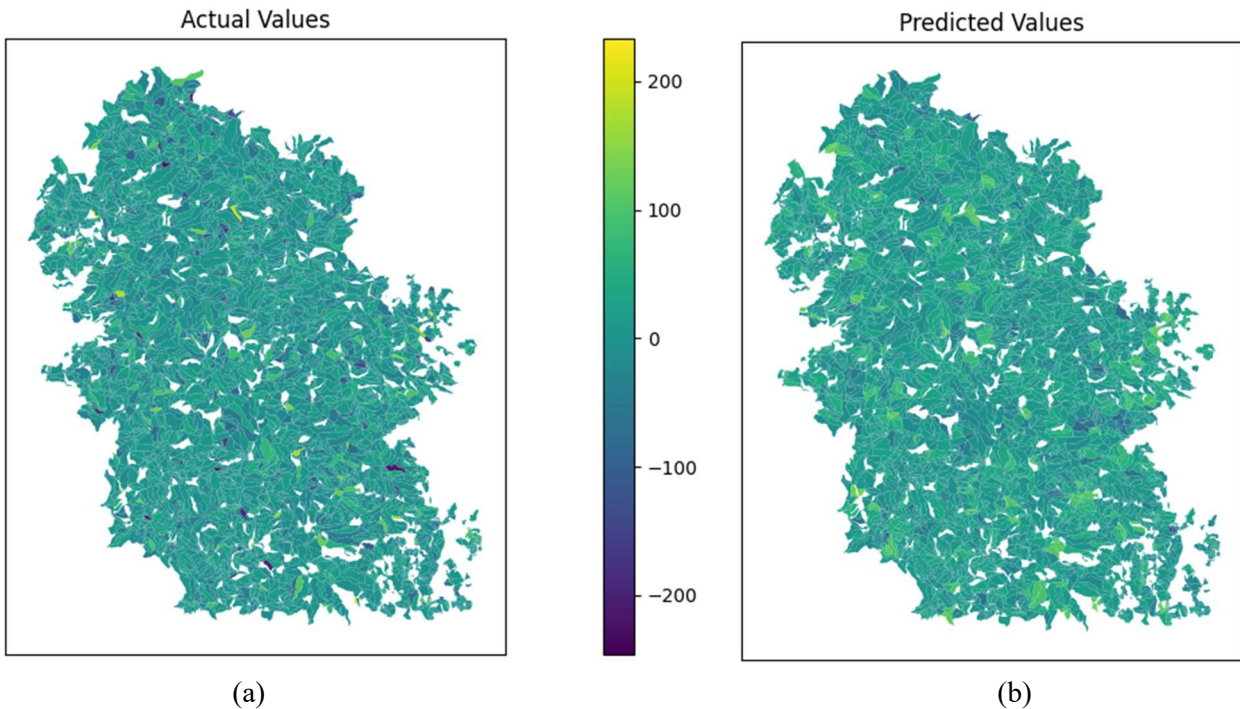 Actual Values
Predicted Values
200
100
0
−100
−200
(a)
(b)